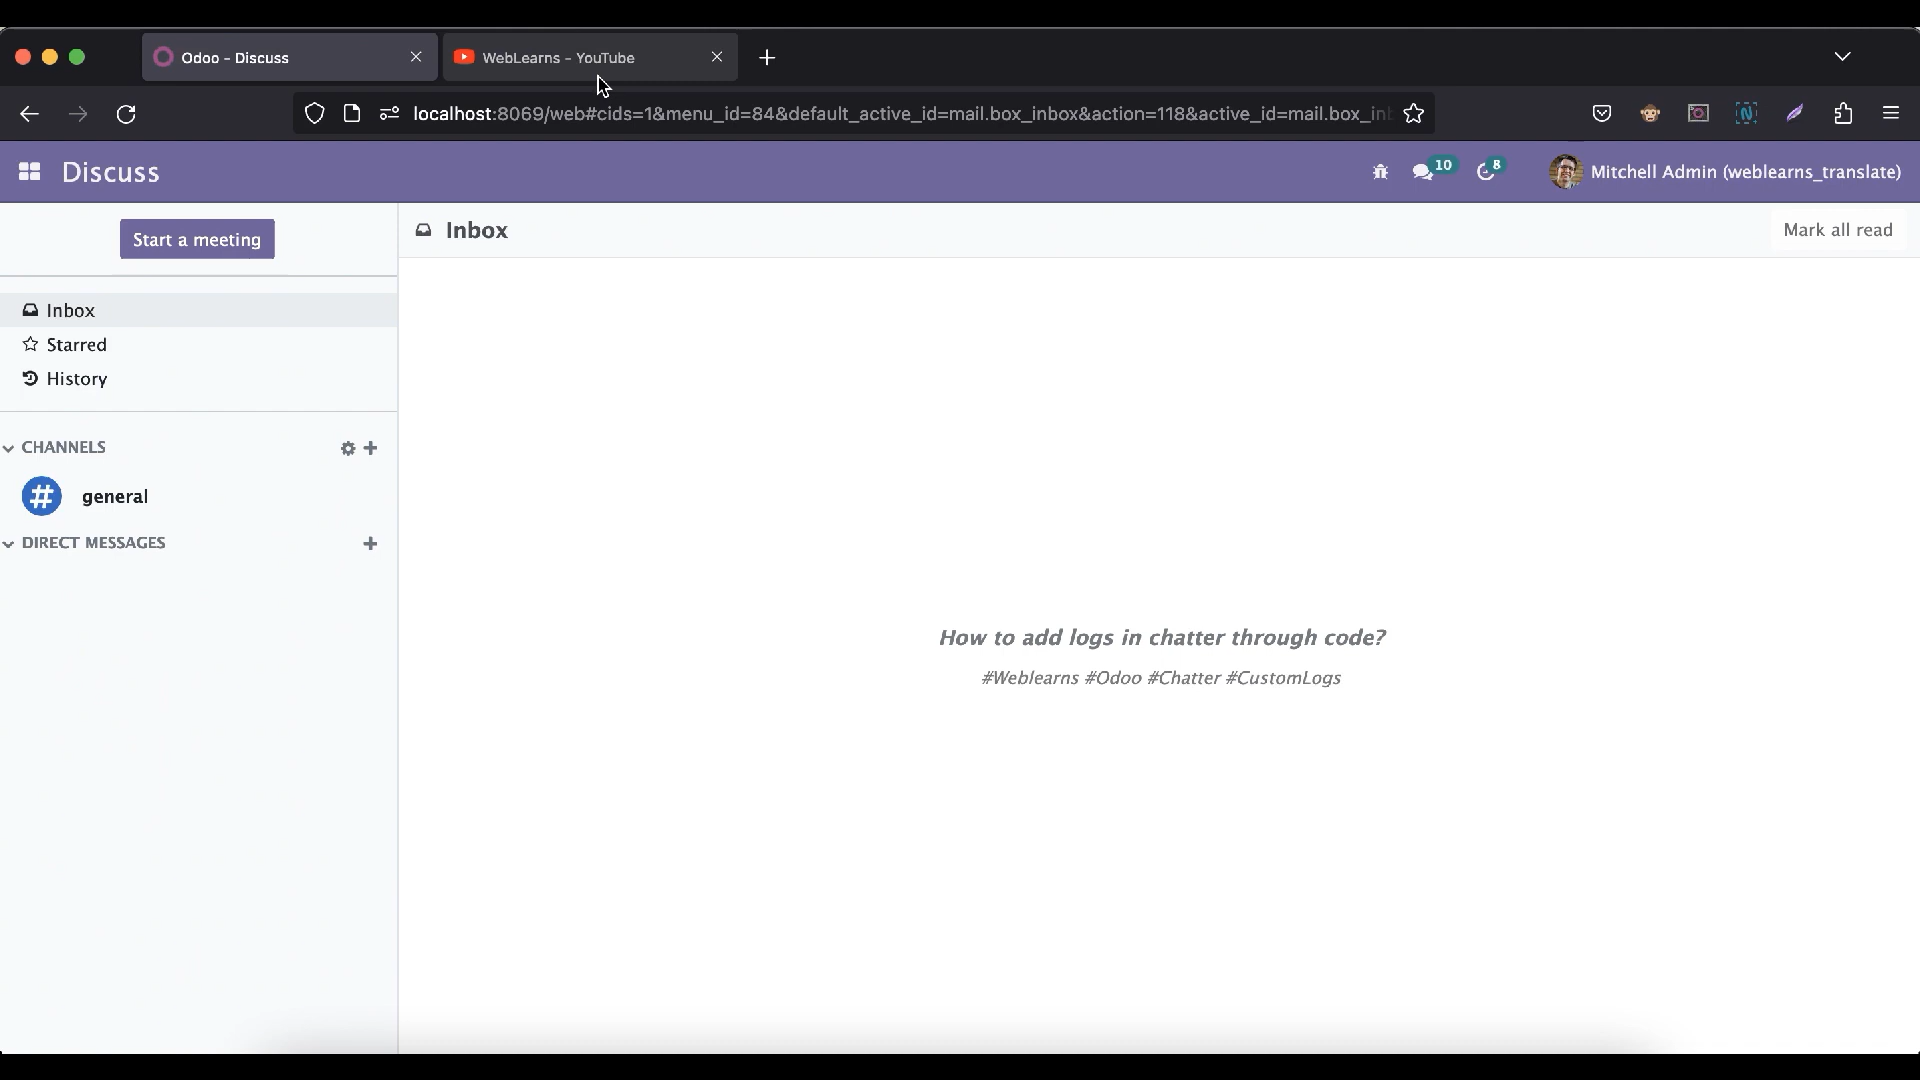 Odoo - Discuss
WebLearns - YouTube
localhost:8069/web#cids=1&menu_id=84&default_active_id=mail.box_inbox&action=118&active_id=mail.box_in
Discuss
10
8
Mitchell Admin (weblearns_translate)
Start a meeting
Inbox
Mark all read
Inbox
Starred
History
CHANNELS
general
DIRECT MESSAGES
How to add logs in chatter through code?
#Weblearns #Odoo #Chatter #CustomLogs